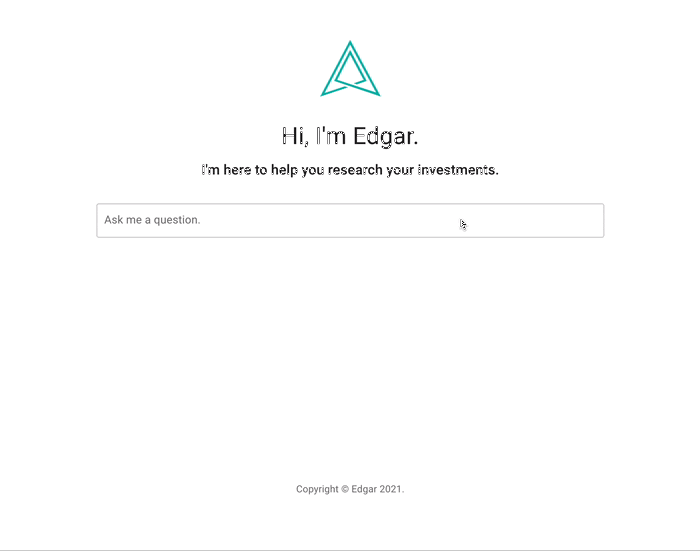 Hi, I'm Edgar.
I'm here to help you research your investments.
Ask me a question.
Copyright © Edgar 2021.